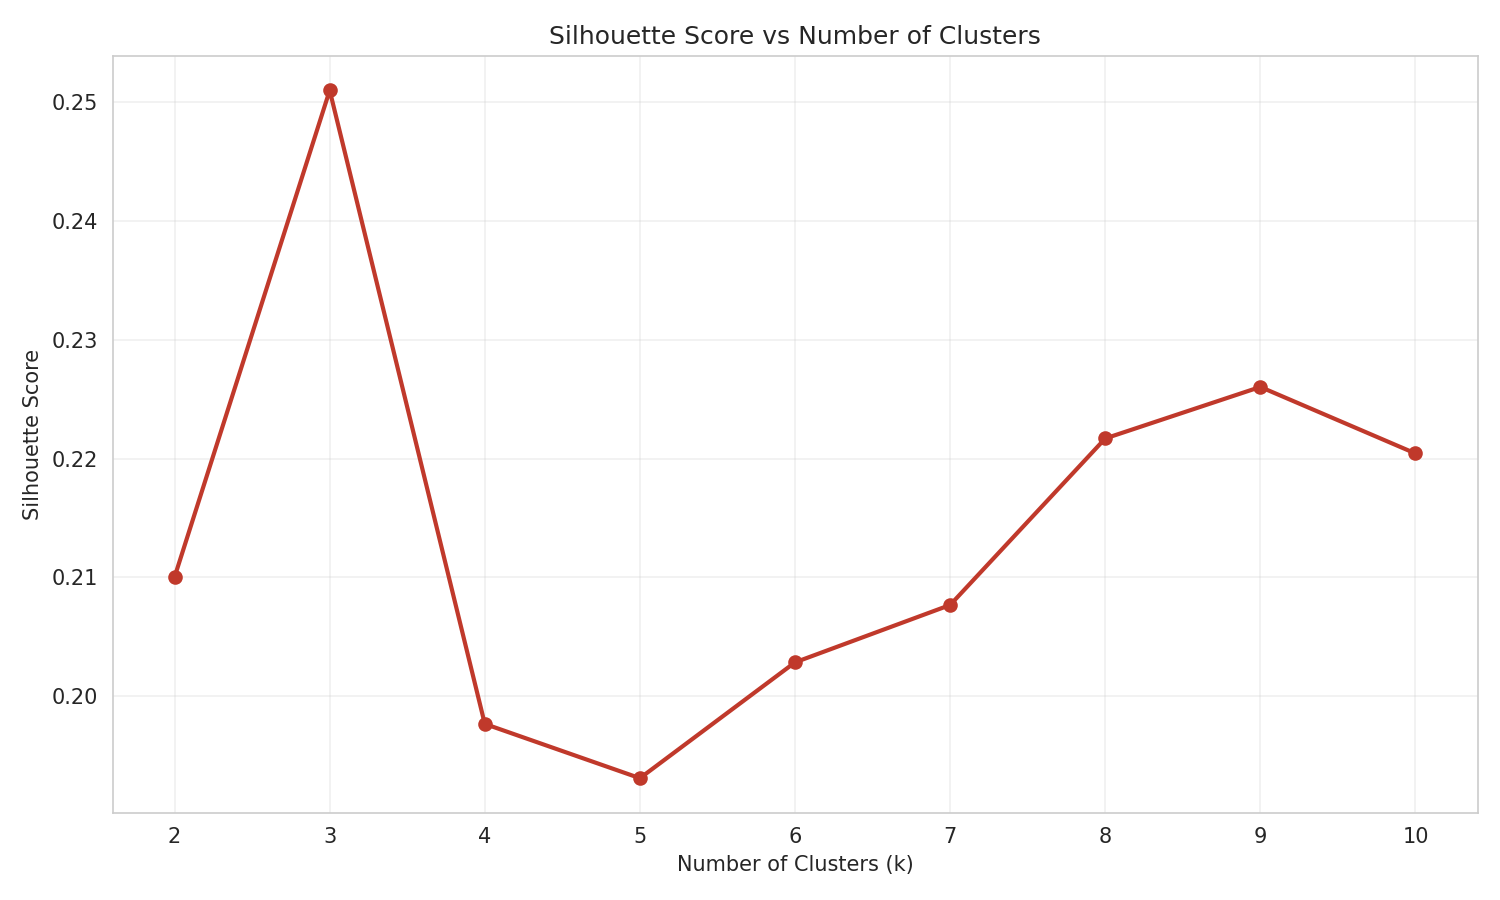 Silhouette Score vs Number of Clusters
Silhouette Score
0.25
0.24
0.23
0.22
0.21
0.20
2 3 4 5 6 7 8 9 10
Number of Clusters (k)